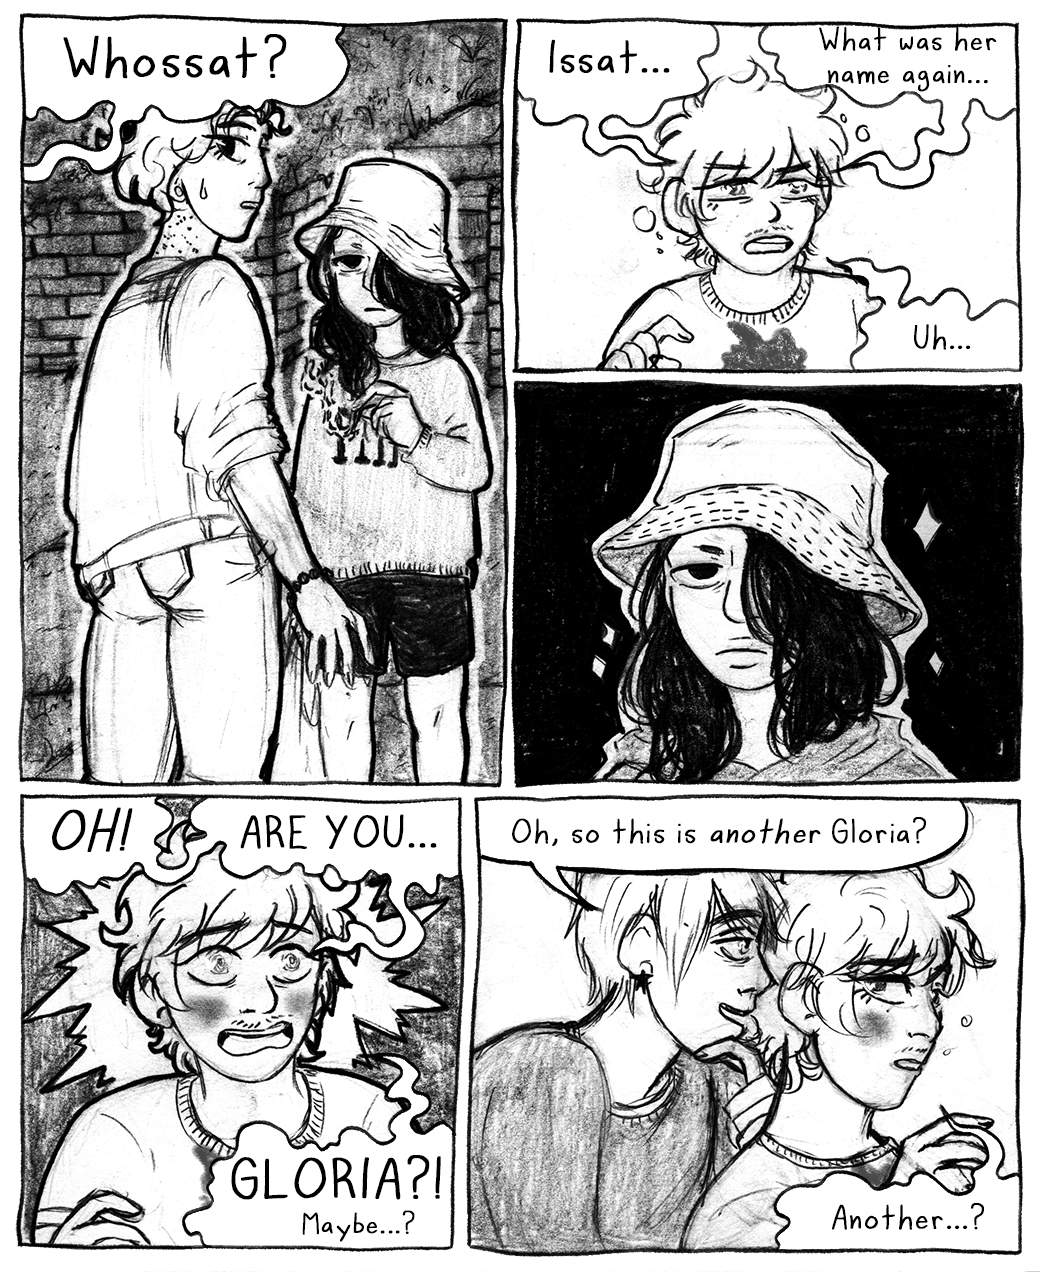 Whossat?
Issat...
What was her
name again...
Uh...
OH!
ARE YOU...
GLORIA?!
Maybe...?
Oh, so this is another Gloria?
Another...?